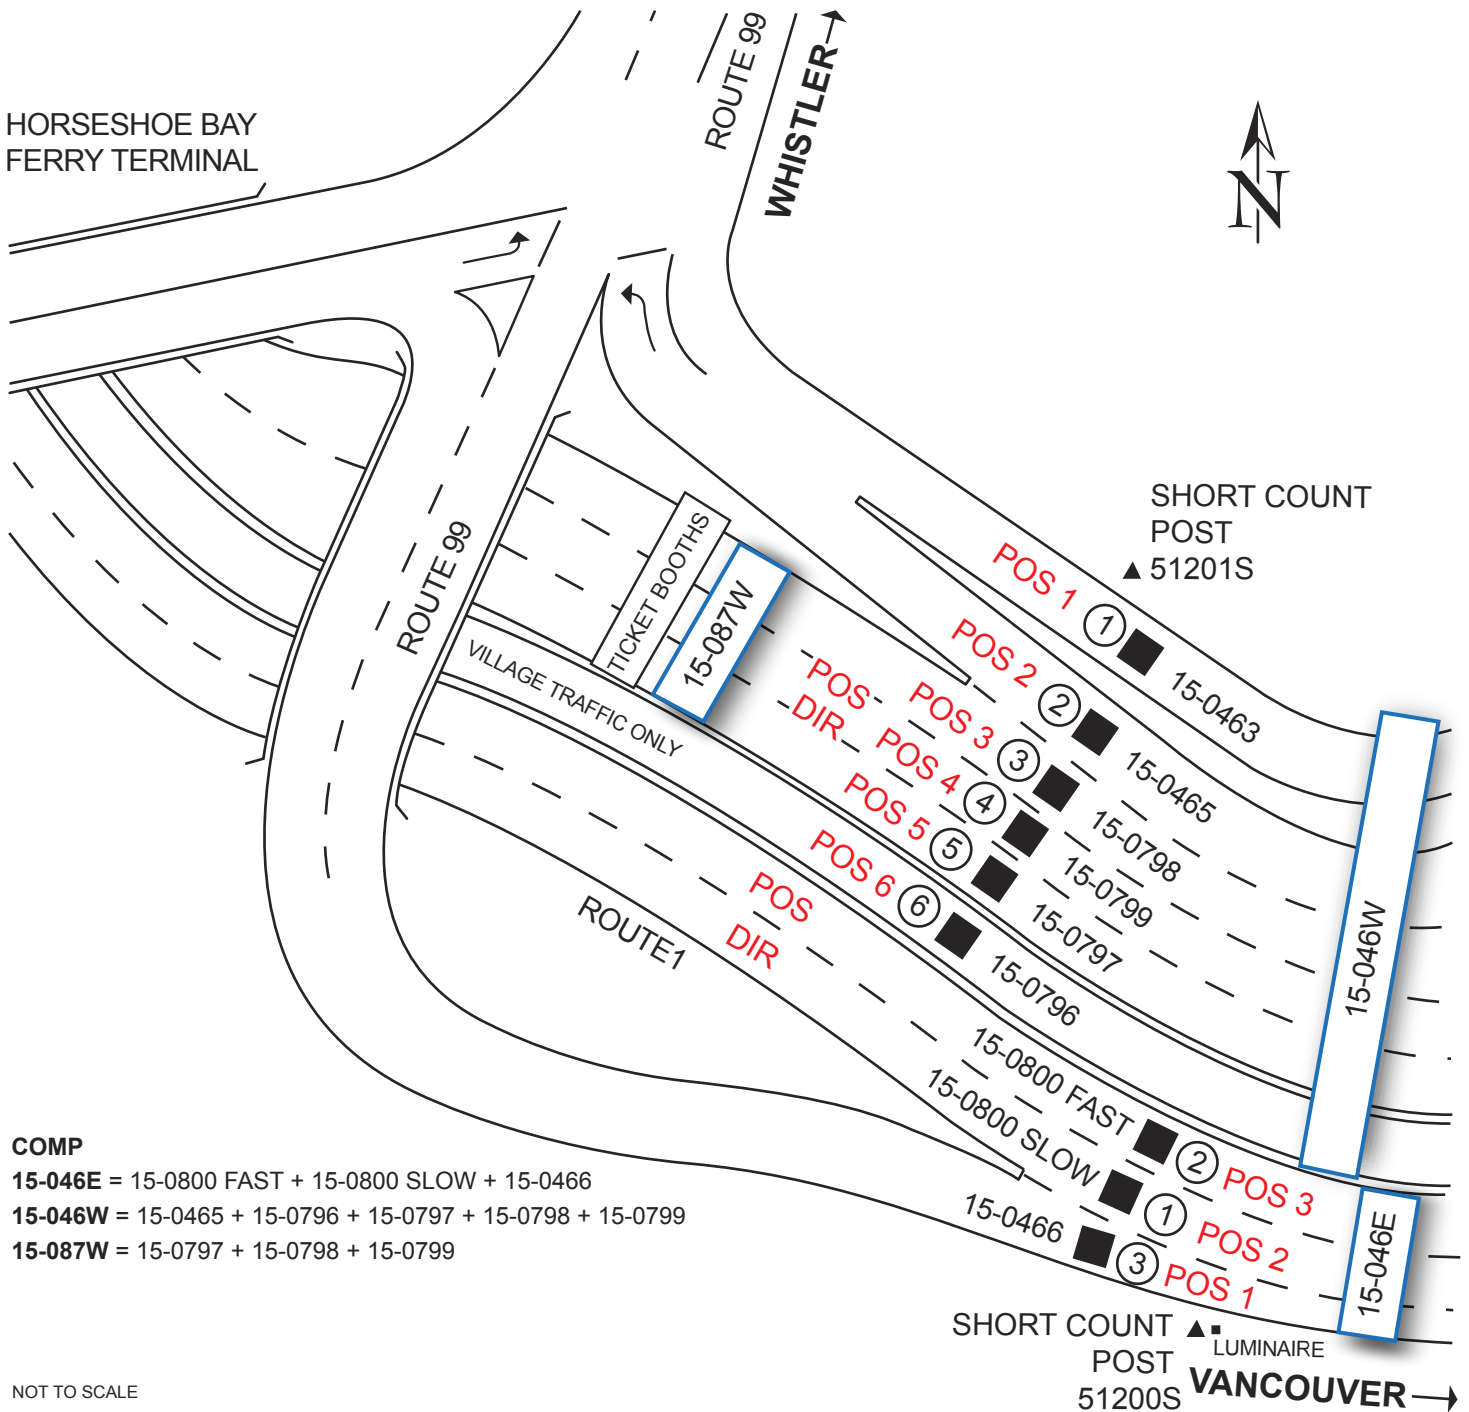 ROUTE 99
WHISTLER
HORSESHOE BAY
FERRY TERMINAL
N
SHORT COUNT
POST
51201S
POS 1
1
15-0463
POS 2
2
15-0465
TICKET BOOTHS
15-087W
ROUTE 99
VILLAGE TRAFFIC ONLY
POS
DIR
POS 3
3
15-0798
POS 4
4
15-0799
POS 5
5
15-0797
POS 6
6
15-0796
15-046W
POS
DIR
ROUTE1
15-0800 FAST
2
POS 3
15-0800 SLOW
1
POS 2
15-0466
3
POS 1
15-046E
COMP
15-046E = 15-0800 FAST + 15-0800 SLOW + 15-0466
15-046W = 15-0465 + 15-0796 + 15-0797 + 15-0798 + 15-0799
15-087W = 15-0797 + 15-0798 + 15-0799
SHORT COUNT
POST
51200S
LUMINAIRE
VANCOUVER
NOT TO SCALE